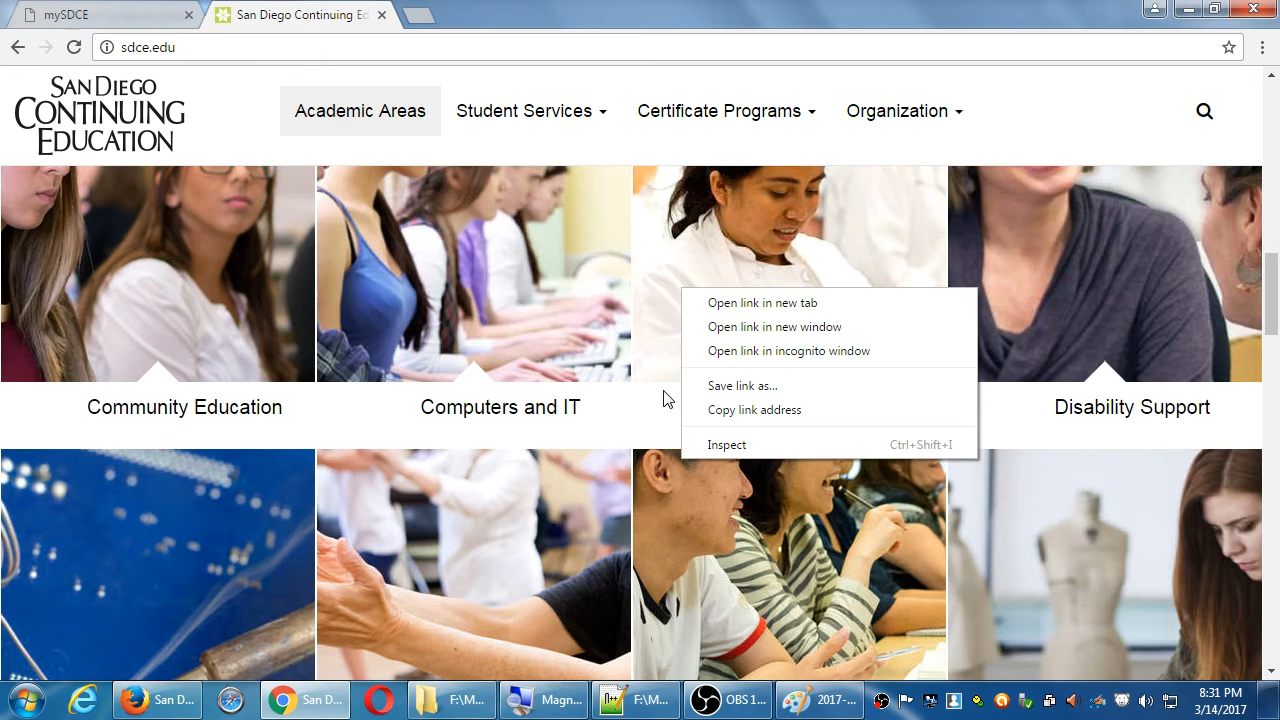 mySDCE
San Diego Continuing Ed
sdce.edu
SAN DIEGO
CONTINUING
EDUCATION
Academic Areas
Student Services
Certificate Programs
Organization
Open link in new tab
Open link in new window
Open link in incognito window
Save link as...
Copy link address
Inspect Ctrl+Shift+I
Community Education
Computers and IT
Disability Support
San D...
San D...
F:\M...
Magn...
F:\M...
OBS 1...
2017-...
8:31 PM
3/14/2017